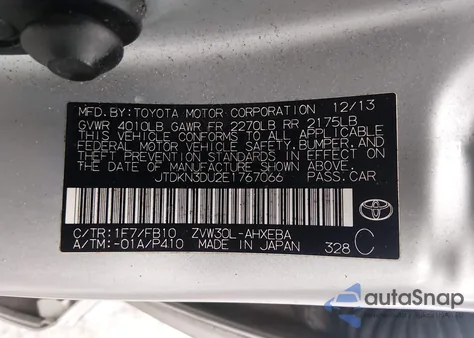 MFD. BY: TOYOTA MOTOR CORPORATION 12/13
GVWR 4010LB GAWR FR 2270LB RR 2175LB
THIS VEHICLE CONFORMS TO ALL APPLICABLE
FEDERAL MOTOR VEHICLE SAFETY, BUMPER, AND
THEFT PREVENTION STANDARDS IN EFFECT ON
THE DATE OF MANUFACTURE SHOWN ABOVE.
JTDKN3DU2E1767066 PASS.CAR
C/TR: 1F7/FB10 ZVW30L-AHXEBA
A/TM: -01A/P410 MADE IN JAPAN 328 C
autoSnap